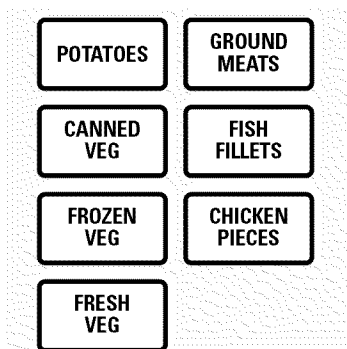 POTATOES
GROUND
MEATS
CANNED
VEG
FISH
FILLETS
FROZEN
VEG
CHICKEN
PIECES
FRESH
VEG